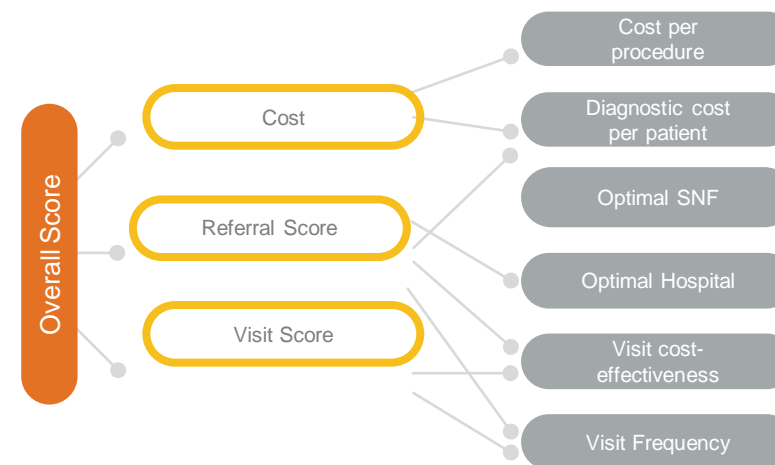 Overall Score
Cost
Referral Score
Visit Score
Cost per
procedure
Diagnostic cost
per patient
Optimal SNF
Optimal Hospital
Visit cost-
effectiveness
Visit Frequency